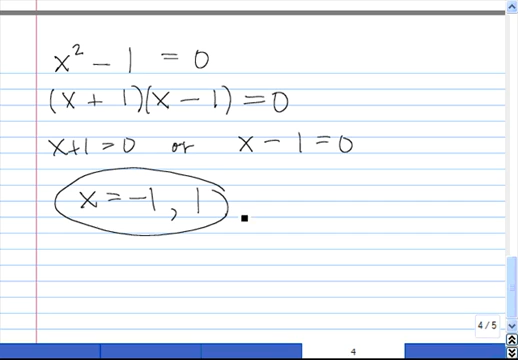 x² - 1 = 0
(x + 1)(x - 1) = 0
x+1 = 0 or x - 1 = 0
x = -1, 1
4 / 5
4